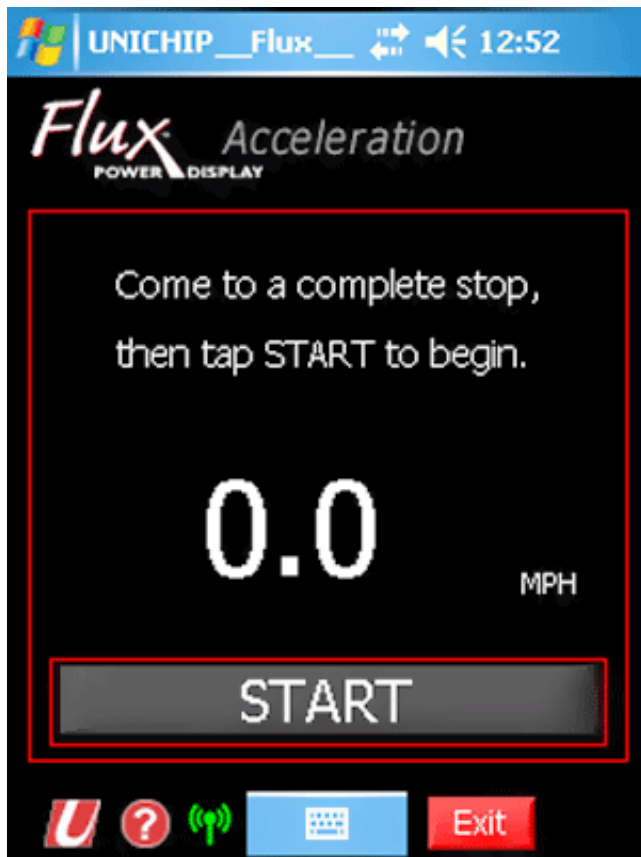 UNICHIP__Flux__ 12:52
Flux Acceleration
POWER DISPLAY
Come to a complete stop,
then tap START to begin.
0.0
MPH
START
U ? Exit